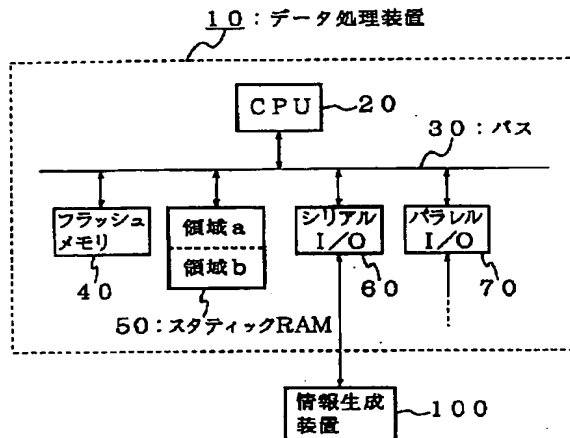 10:データ処理装置
CPU
20
30:バス
フラッシュ
メモリ
40
領域a
領域b
50:スタティックRAM
シリアル
I/O
60
パラレル
I/O
70
情報生成
装置
100